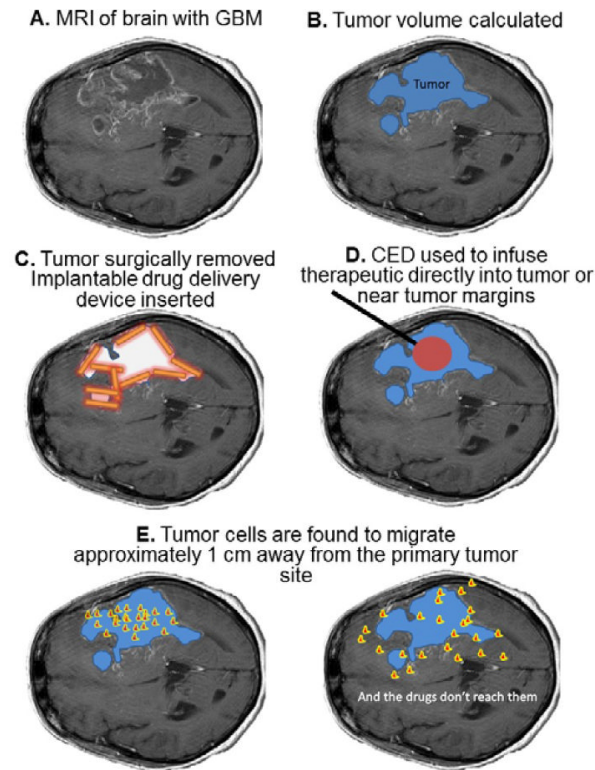 A. MRI of brain with GBM
B. Tumor volume calculated
Tumor
C. Tumor surgically removed
Implantable drug delivery
device inserted
D. CED used to infuse
therapeutic directly into tumor or
near tumor margins
E. Tumor cells are found to migrate
approximately 1 cm away from the primary tumor
site
And the drugs don't reach them